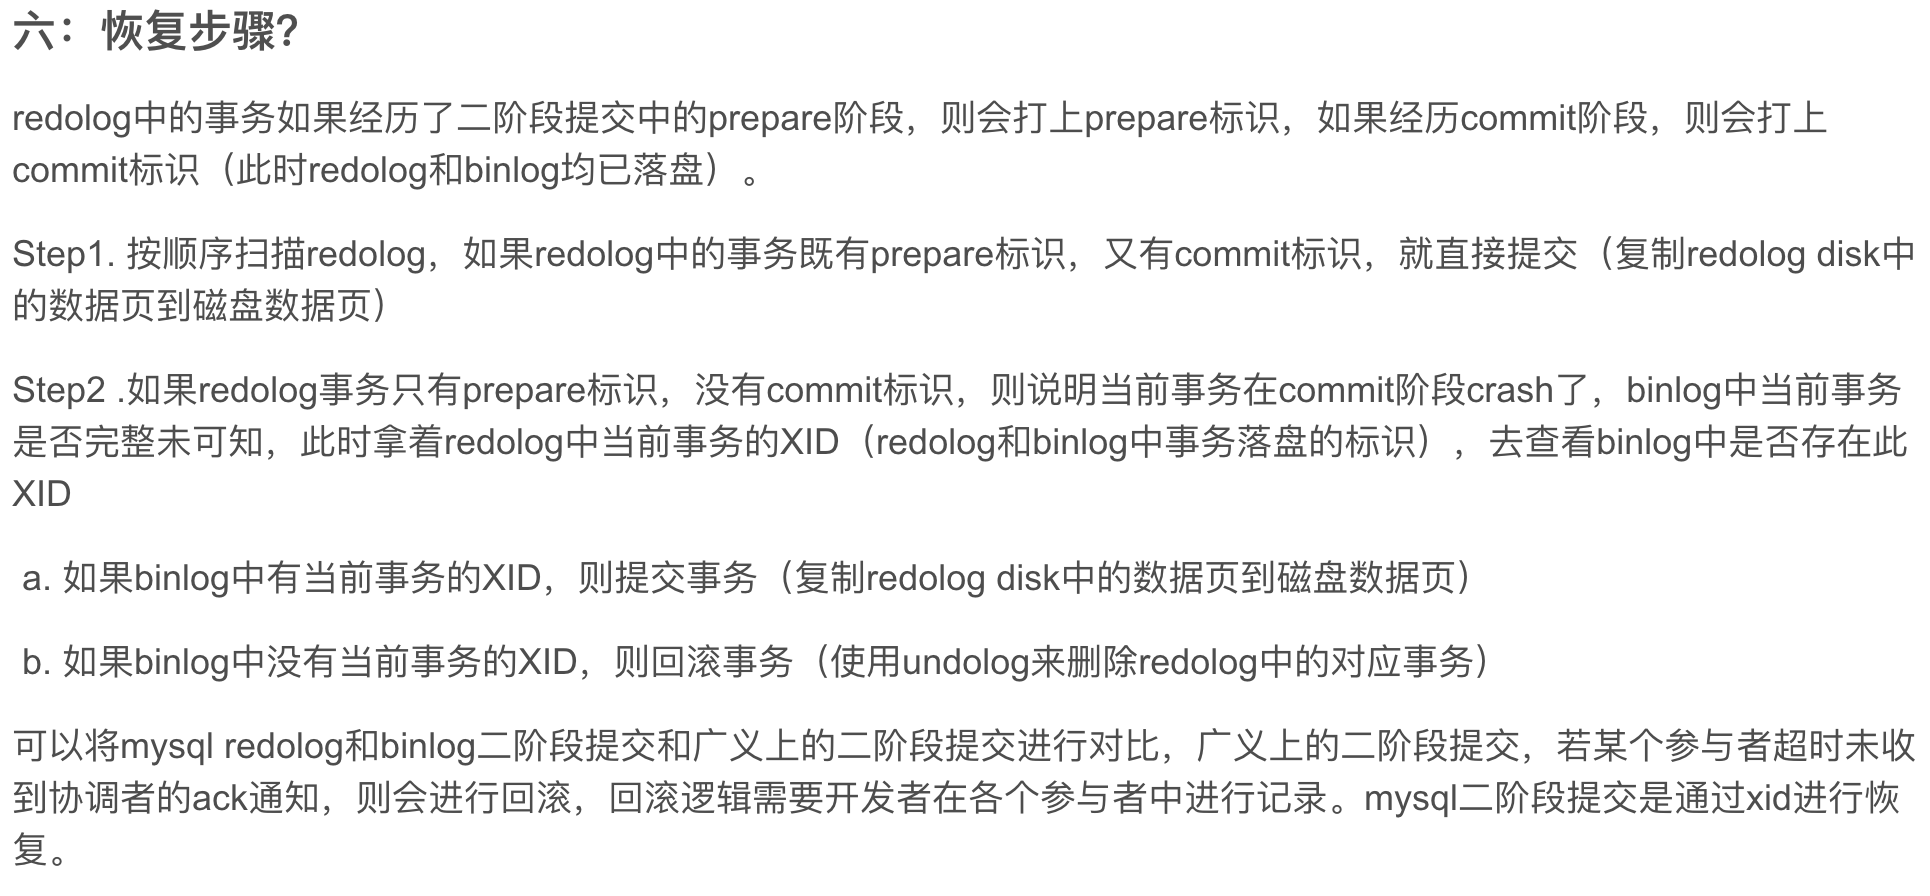 六：恢复步骤?
redolog中的事务如果经历了二阶段提交中的prepare阶段，则会打上prepare标识，如果经历commit阶段，则会打上
commit标识（此时redolog和binlog均已落盘）。
Step1. 按顺序扫描redolog，如果redolog中的事务既有prepare标识，又有commit标识，就直接提交（复制redolog disk中
的数据页到磁盘数据页）
Step2 .如果redolog事务只有prepare标识，没有commit标识，则说明当前事务在commit阶段crash了，binlog中当前事务
是否完整未可知，此时拿着redolog中当前事务的XID（redolog和binlog中事务落盘的标识），去查看binlog中是否存在此
XID
a. 如果binlog中有当前事务的XID，则提交事务（复制redolog disk中的数据页到磁盘数据页）
b. 如果binlog中没有当前事务的XID，则回滚事务（使用undolog来删除redolog中的对应事务）
可以将mysql redolog和binlog二阶段提交和广义上的二阶段提交进行对比，广义上的二阶段提交，若某个参与者超时未收
到协调者的ack通知，则会进行回滚，回滚逻辑需要开发者在各个参与者中进行记录。mysql二阶段提交是通过xid进行恢
复。